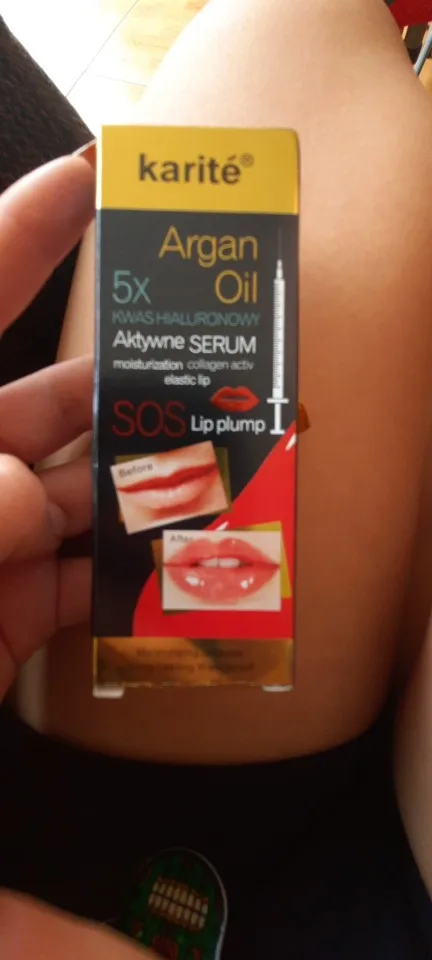 karité®
Argan
5x Oil
KWAS HIALURONOWY
Aktywne SERUM
moisturization collagen activ
elastic lip
SOS Lip plump
Before
After